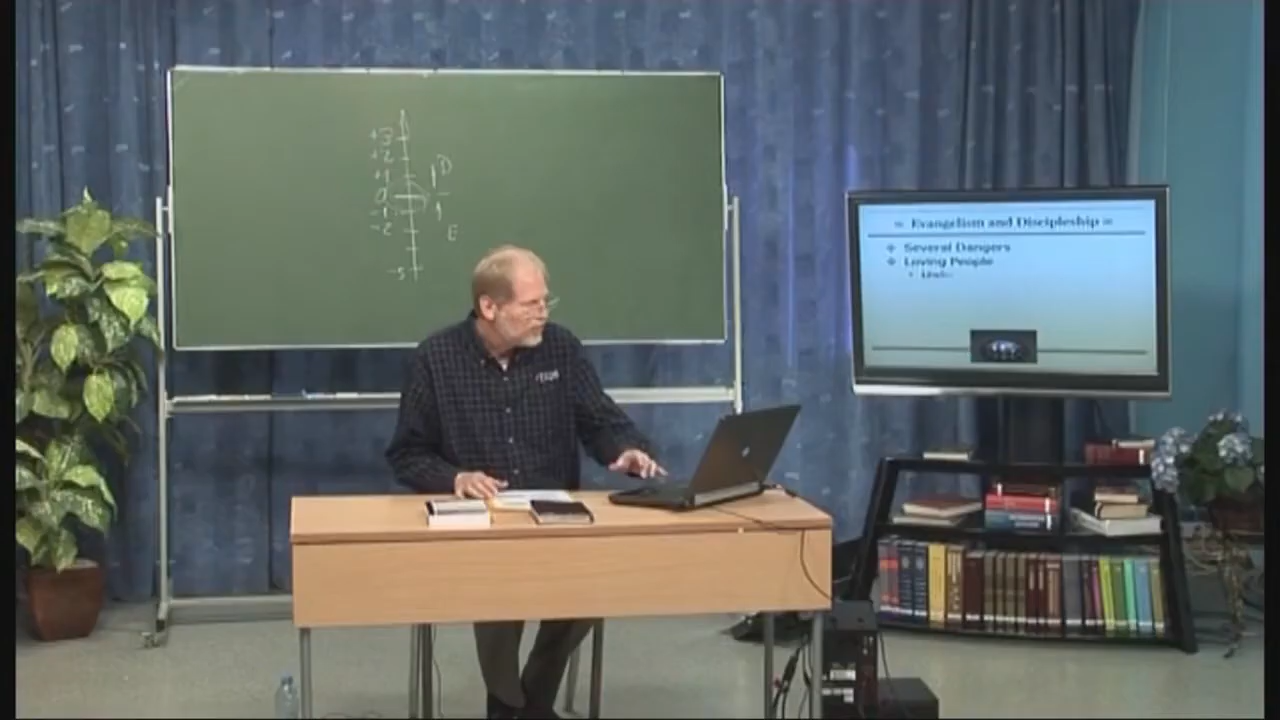 +3
+2
+1
0
-1
-2
-5
D
E
Evangelism and Discipleship
Several Dangers
Loving People